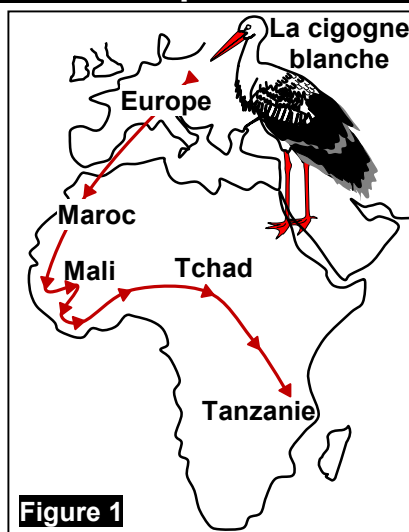 La cigogne
blanche
Europe
Maroc
Mali
Tchad
Tanzanie
Figure 1